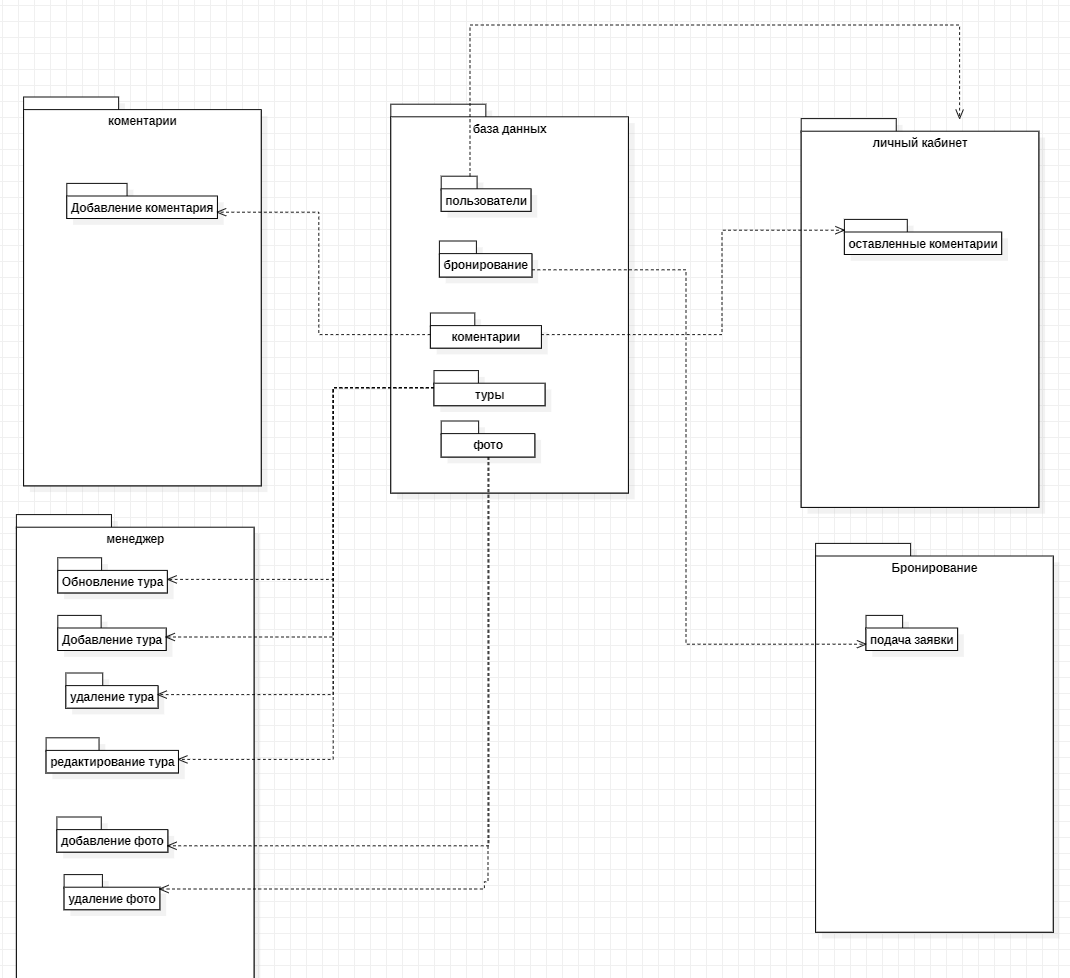 коментарии
Добавление коментария
база данных
пользователи
бронирование
коментарии
туры
фото
личный кабинет
оставленные коментарии
менеджер
Обновление тура
Добавление тура
удаление тура
редактирование тура
добавление фото
удаление фото
Бронирование
подача заявки